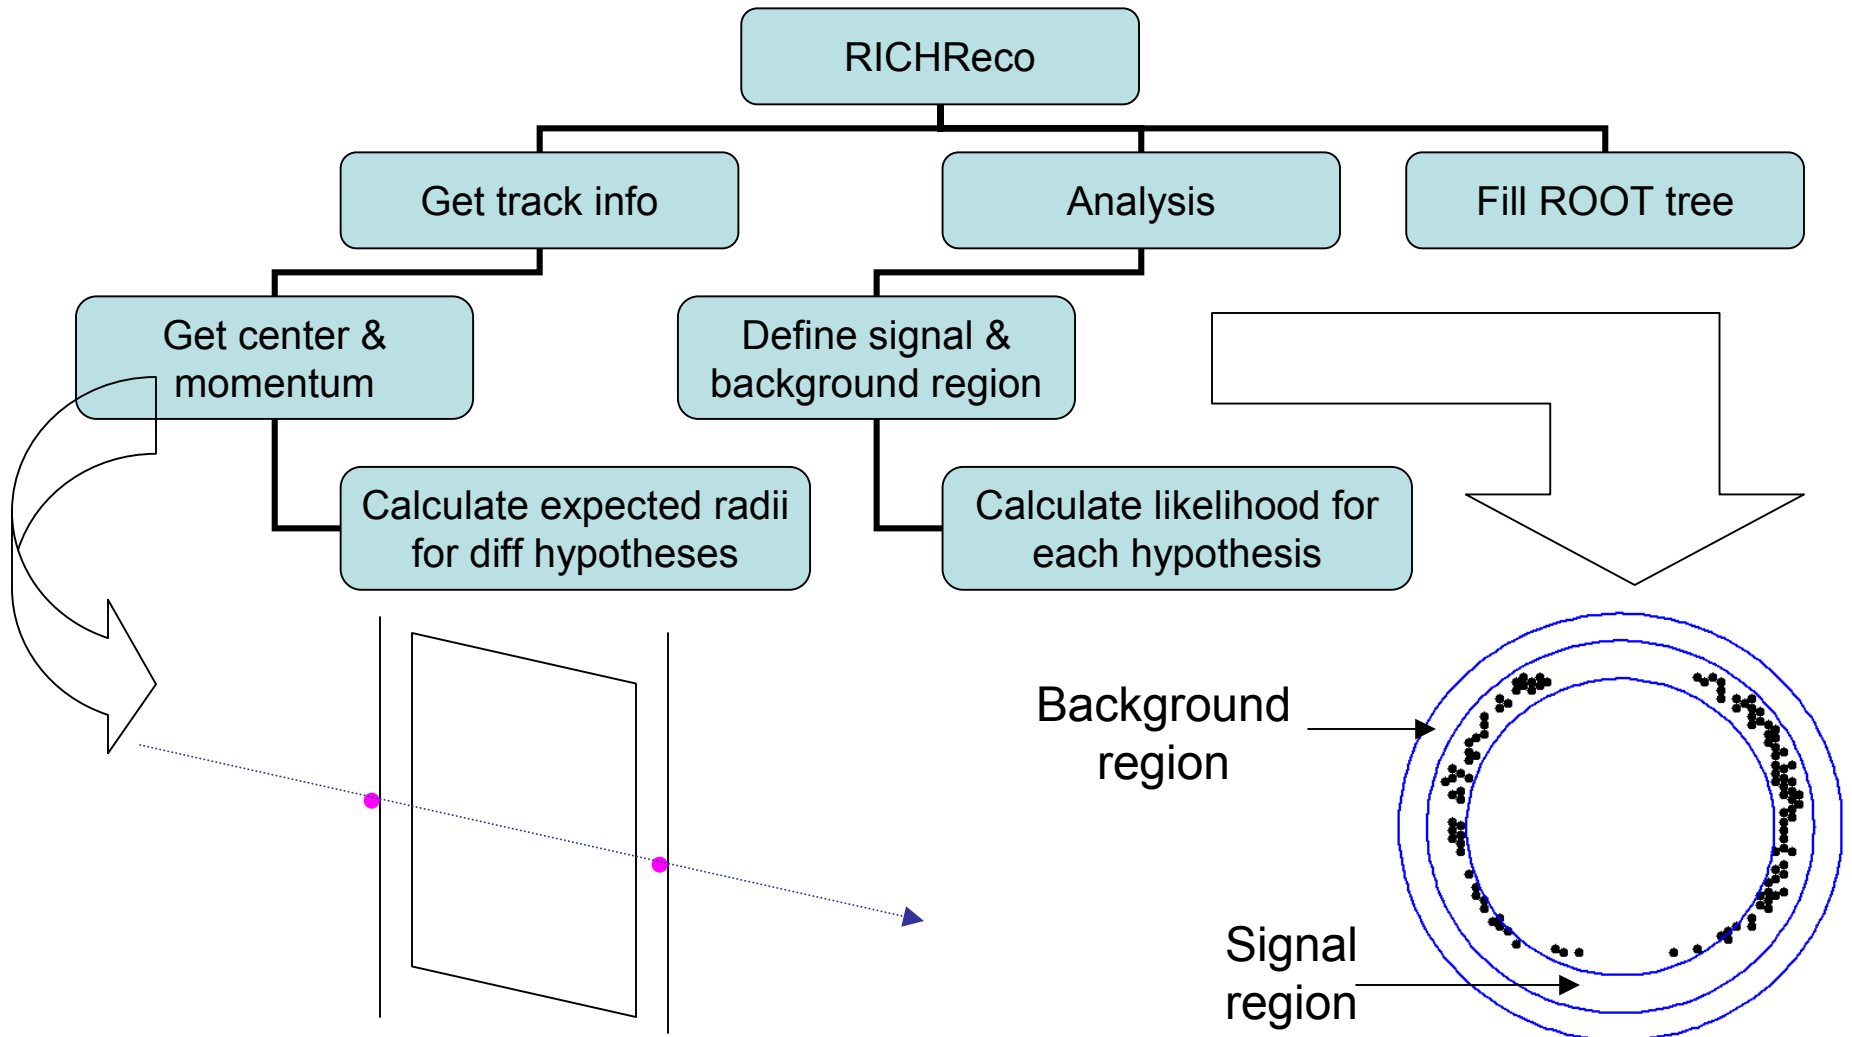 RICHReco
Get track info
Analysis
Fill ROOT tree
Get center &
momentum
Define signal &
background region
Calculate expected radii
for diff hypotheses
Calculate likelihood for
each hypothesis
Background
region
Signal
region